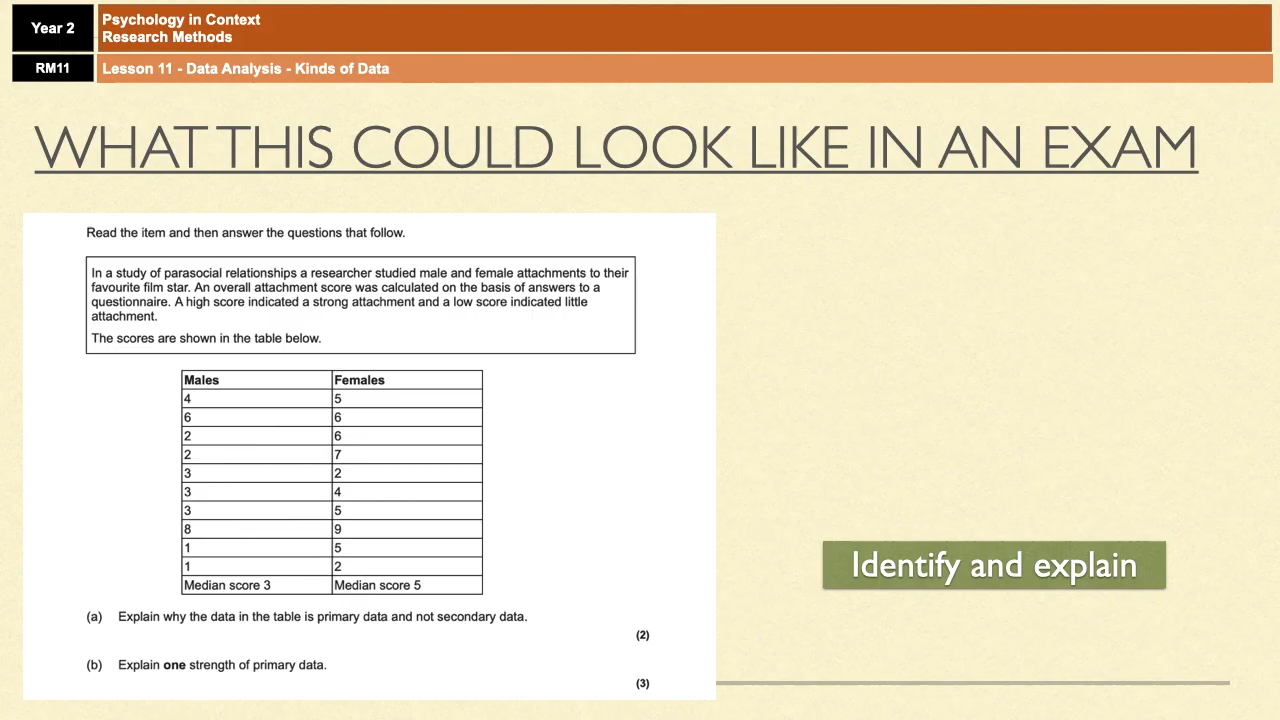 Year 2
Psychology in Context
Research Methods
RM11
Lesson 11 - Data Analysis - Kinds of Data
WHAT THIS COULD LOOK LIKE IN AN EXAM
Read the item and then answer the questions that follow.
In a study of parasocial relationships a researcher studied male and female attachments to their
favourite film star. An overall attachment score was calculated on the basis of answers to a
questionnaire. A high score indicated a strong attachment and a low score indicated little
attachment.
The scores are shown in the table below.
Males Females
4 5
6 6
2 6
2 7
3 2
3 4
3 5
8 9
1 5
1 2
Median score 3 Median score 5
(a) Explain why the data in the table is primary data and not secondary data.
(2)
(b) Explain one strength of primary data.
(3)
Identify and explain